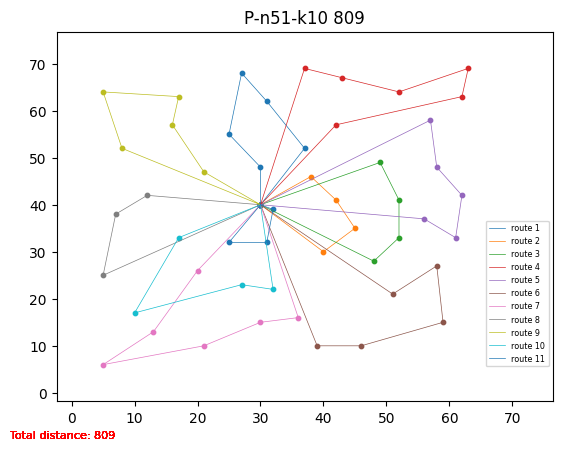 P-n51-k10 809
70
60
50
40
30
20
10
0
0 10 20 30 40 50 60 70
route 1
route 2
route 3
route 4
route 5
route 6
route 7
route 8
route 9
route 10
route 11
Total distance: 809